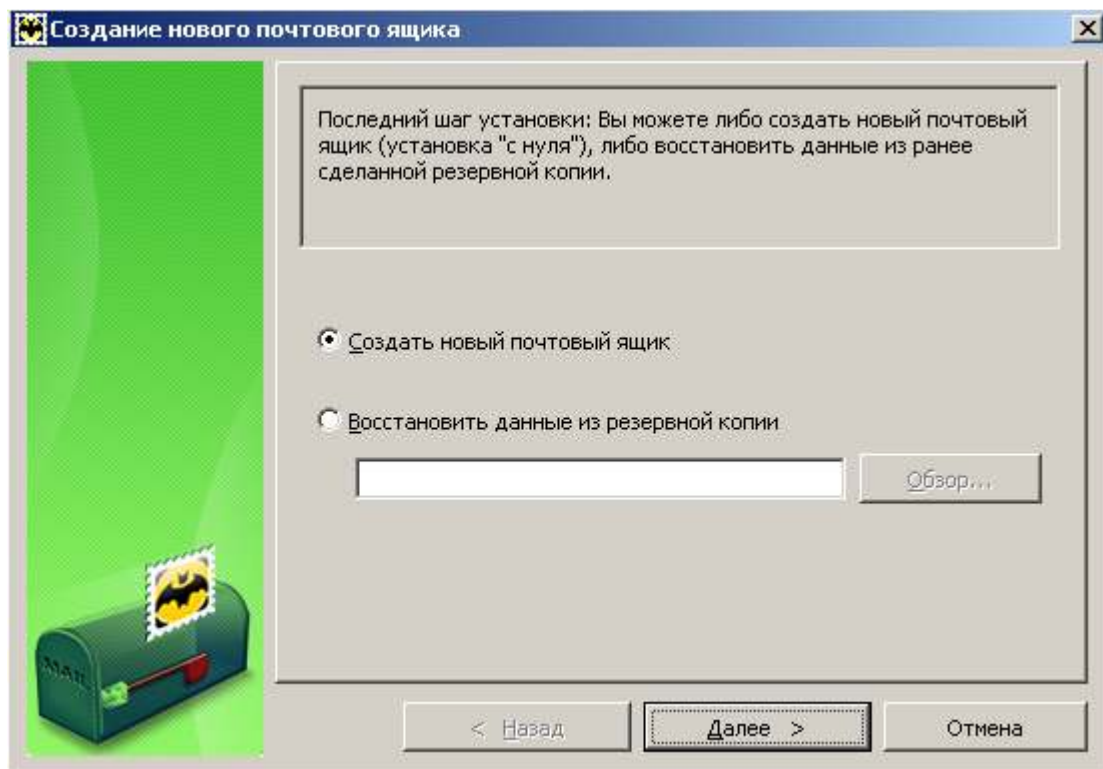 Создание нового почтового ящика
Последний шаг установки: Вы можете либо создать новый почтовый
ящик (установка "с нуля"), либо восстановить данные из ранее
сделанной резервной копии.
Создать новый почтовый ящик
Восстановить данные из резервной копии
Обзор...
MAIL
< Назад
Далее >
Отмена